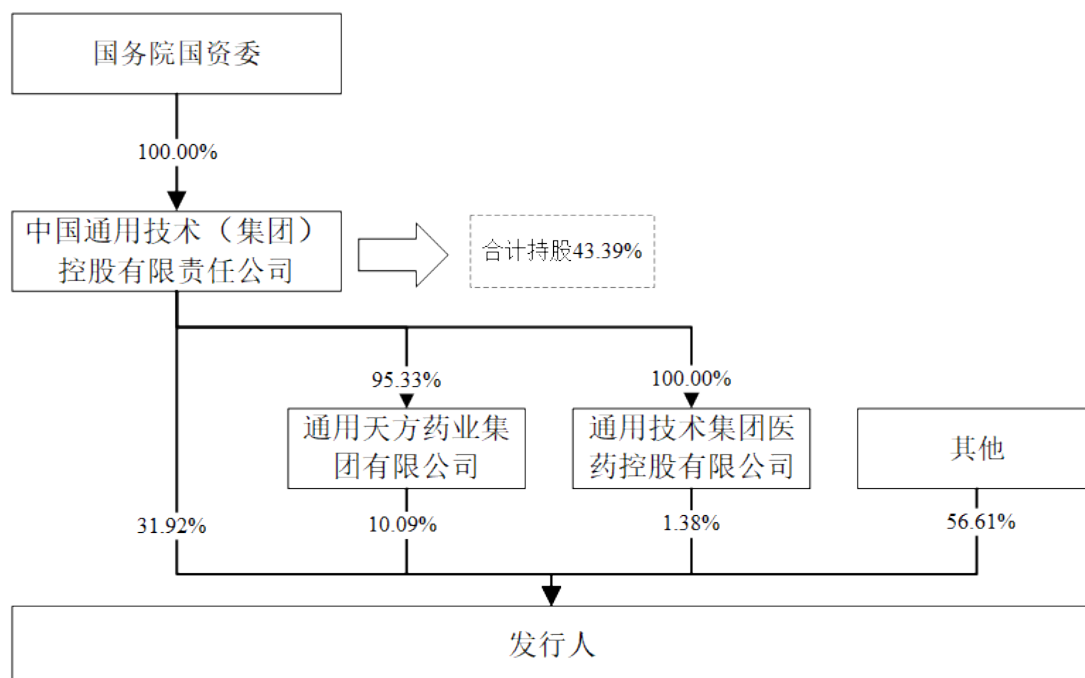 国务院国资委
100.00%
中国通用技术（集团）
控股有限责任公司
合计持股43.39%
95.33%
100.00%
通用天方药业集
团有限公司
通用技术集团医
药控股有限公司
其他
31.92%
10.09%
1.38%
56.61%
发行人